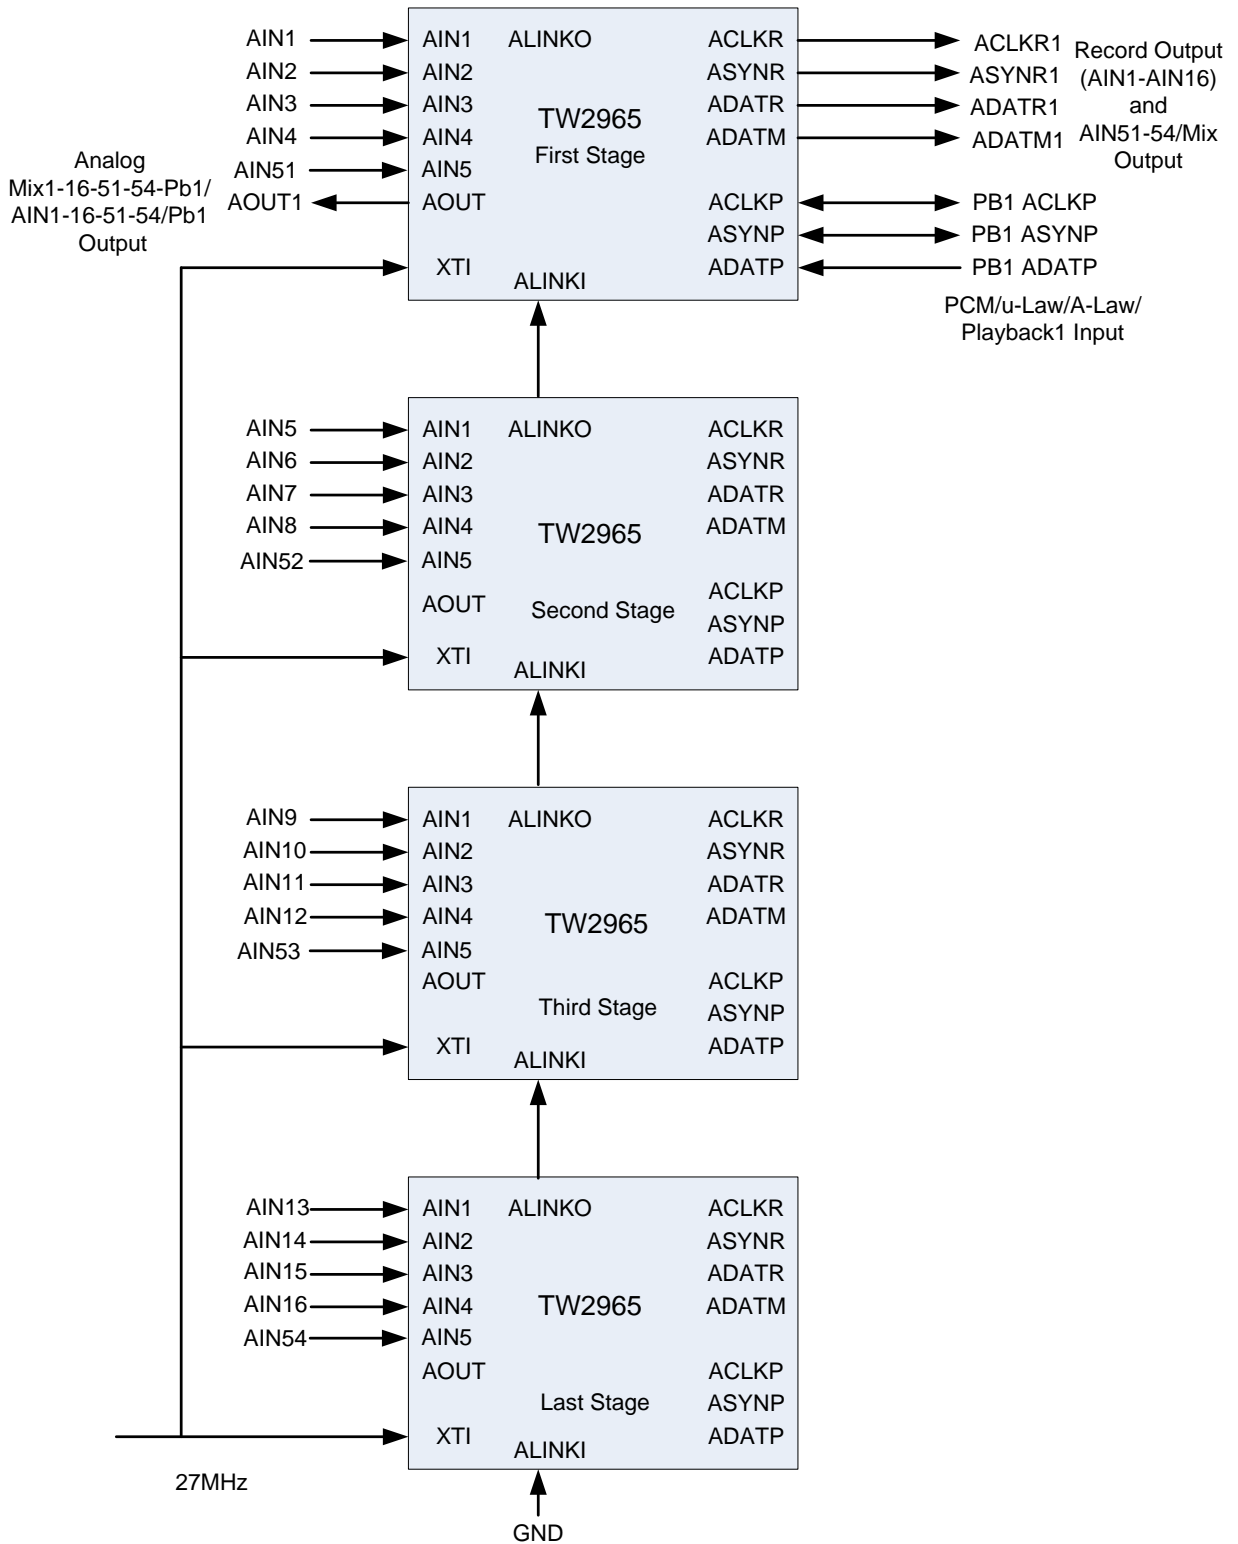 AIN1 AIN1 ALINKO ACLKR ACLKR1 Record Output
AIN2 AIN2 ASYNR ASYNR1 (AIN1-AIN16)
AIN3 AIN3 TW2965 ADATR ADATR1 and
AIN4 AIN4 First Stage ADATM ADATM1 AIN51-54/Mix
Output
Analog
Mix1-16-51-54-Pb1/
AIN1-16-51-54/Pb1
Output
AIN51 AIN5
AOUT1 AOUT ACLKP PB1 ACLKP
ASYNP PB1 ASYNP
XTI ALINKI ADATP PB1 ADATP
PCM/u-Law/A-Law/
Playback1 Input
AIN5 AIN1 ALINKO ACLKR
AIN6 AIN2 ASYNR
AIN7 AIN3 ADATR
AIN8 AIN4 TW2965 ADATM
AIN52 AIN5
AOUT Second Stage ACLKP
ASYNP
XTI ALINKI ADATP
AIN9 AIN1 ALINKO ACLKR
AIN10 AIN2 ASYNR
AIN11 AIN3 ADATR
AIN12 AIN4 TW2965 ADATM
AIN53 AIN5
AOUT ACLKP
Third Stage ASYNP
XTI ALINKI ADATP
AIN13 AIN1 ALINKO ACLKR
AIN14 AIN2 ASYNR
AIN15 AIN3 ADATR
AIN16 AIN4 TW2965 ADATM
AIN54 AIN5
AOUT ACLKP
Last Stage ASYNP
XTI ALINKI ADATP
27MHz
GND